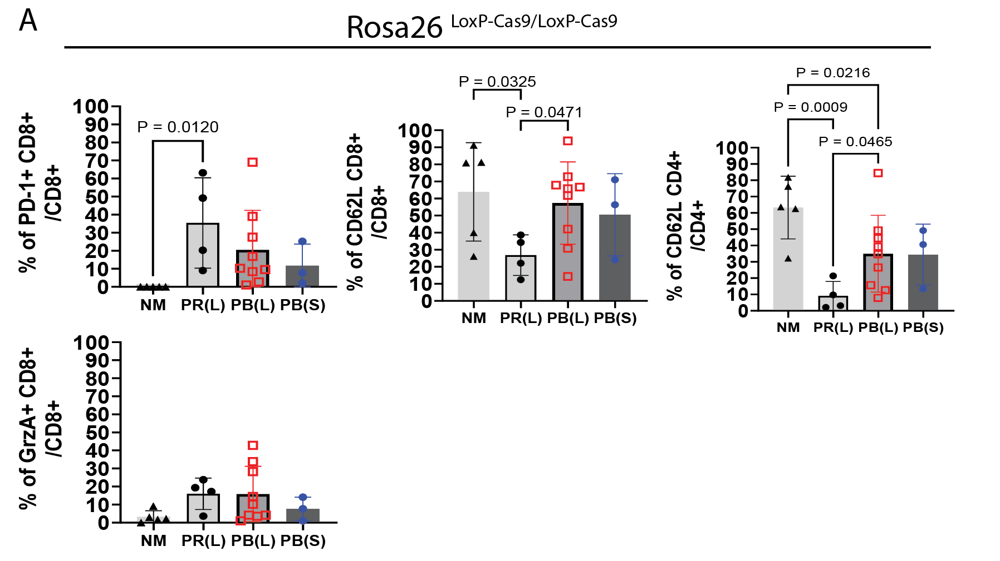 A
Rosa26 LoxP-Cas9/LoxP-Cas9
% of PD-1+ CD8+
/CD8+
100
90
80
70
60
50
40
30
20
10
0
P = 0.0120
NM PR(L) PB(L) PB(S)
% of CD62L CD8+
/CD8+
100
90
80
70
60
50
40
30
20
10
0
P = 0.0325
P = 0.0471
NM PR(L) PB(L) PB(S)
% of CD62L CD4+
/CD4+
100
90
80
70
60
50
40
30
20
10
0
P = 0.0216
P = 0.0009
P = 0.0465
NM PR(L) PB(L) PB(S)
% of GrzA+ CD8+
/CD8+
100
90
80
70
60
50
40
30
20
10
0
NM PR(L) PB(L) PB(S)